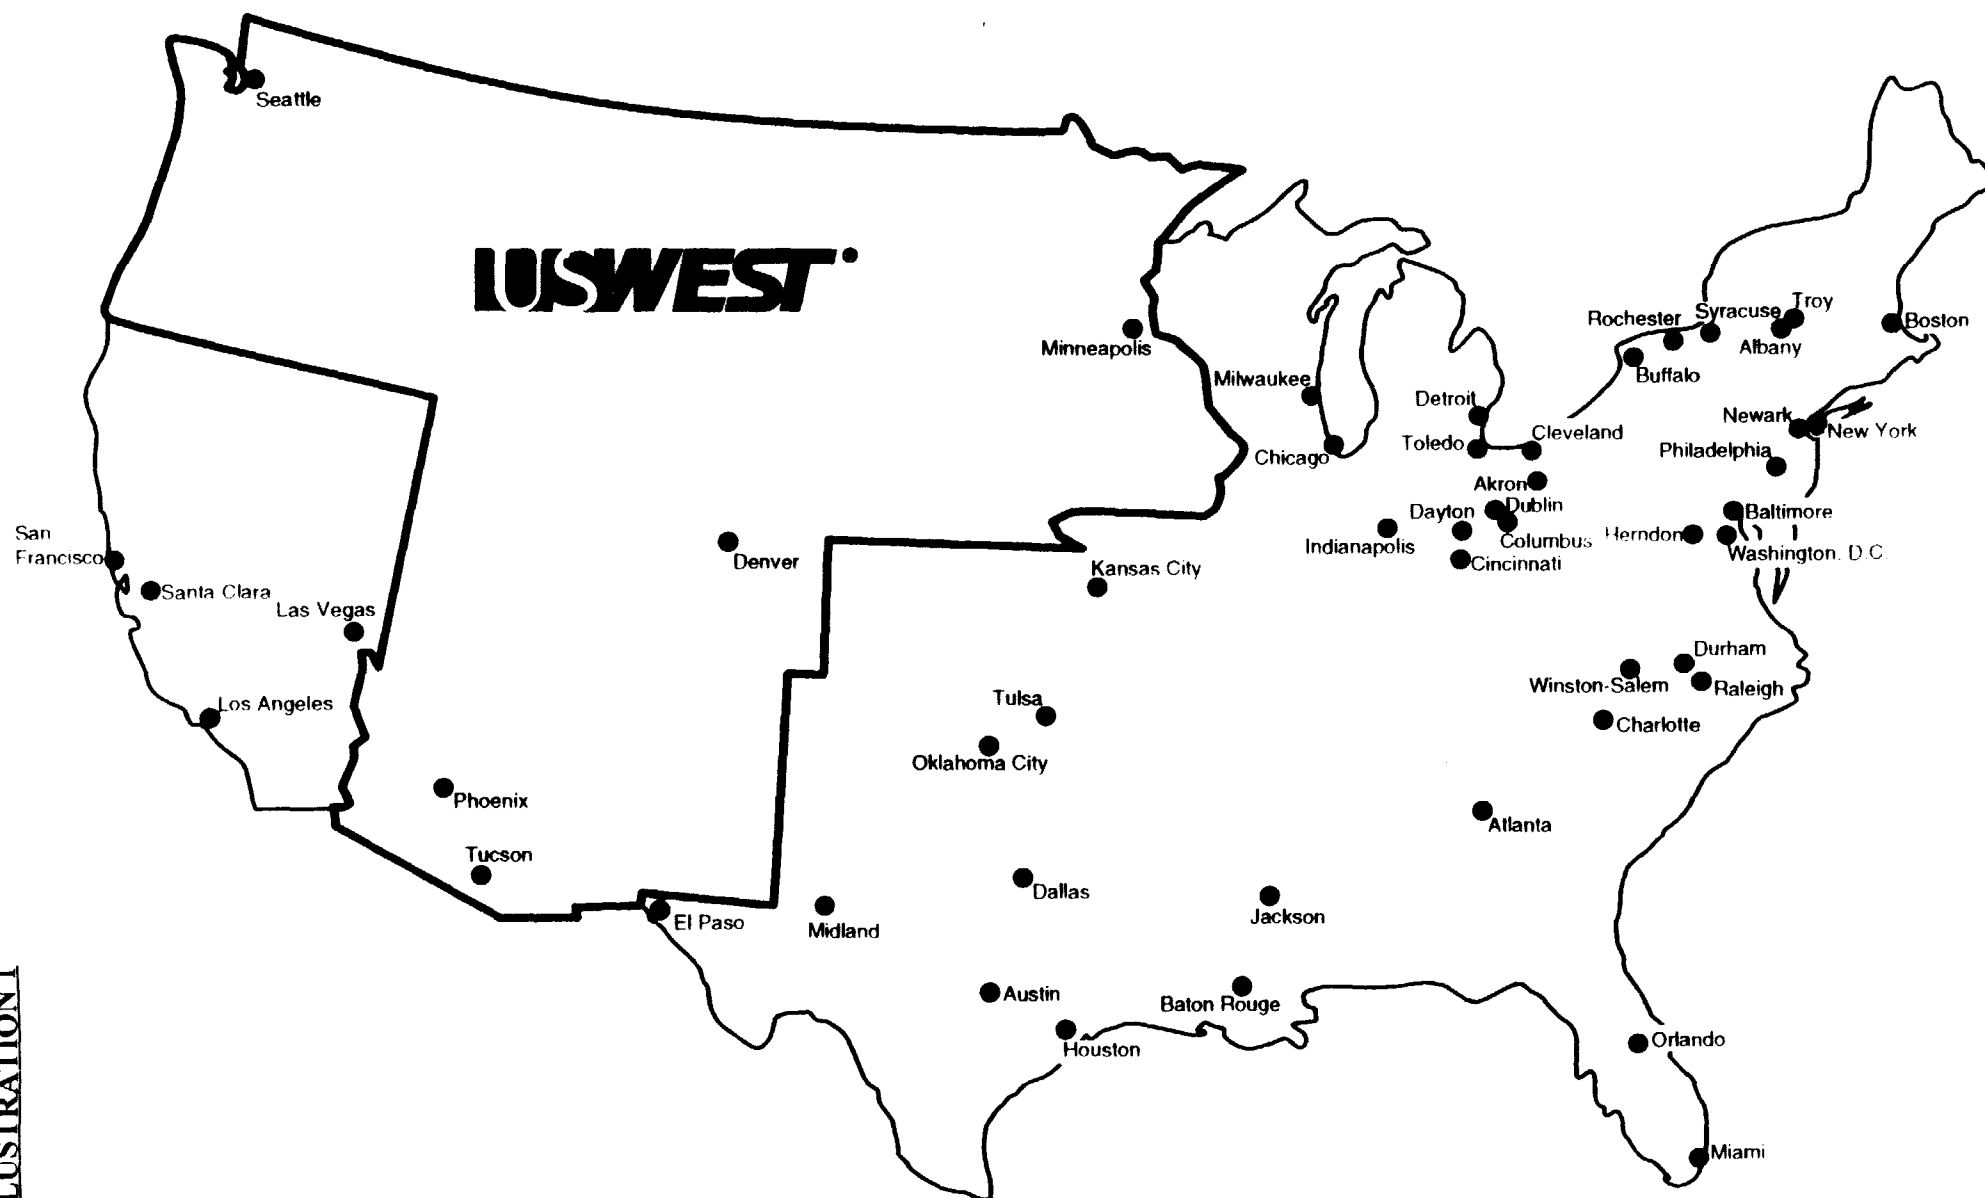 Seattle
USWEST
Minneapolis
Milwaukee
Chicago
Detroit
Toledo
Cleveland
Akron
Dublin
Dayton
Columbus
Cincinnati
Indianapolis
Rochester
Syracuse
Troy
Albany
Buffalo
Boston
Newark
New York
Philadelphia
Baltimore
Herndon
Washington, D.C.
San
Francisco
Santa Clara
Las Vegas
Los Angeles
Denver
Kansas City
Tulsa
Oklahoma City
Phoenix
Tucson
El Paso
Midland
Dallas
Austin
Houston
Jackson
Baton Rouge
Winston-Salem
Durham
Raleigh
Charlotte
Atlanta
Orlando
Miami
LUSTRATION 1